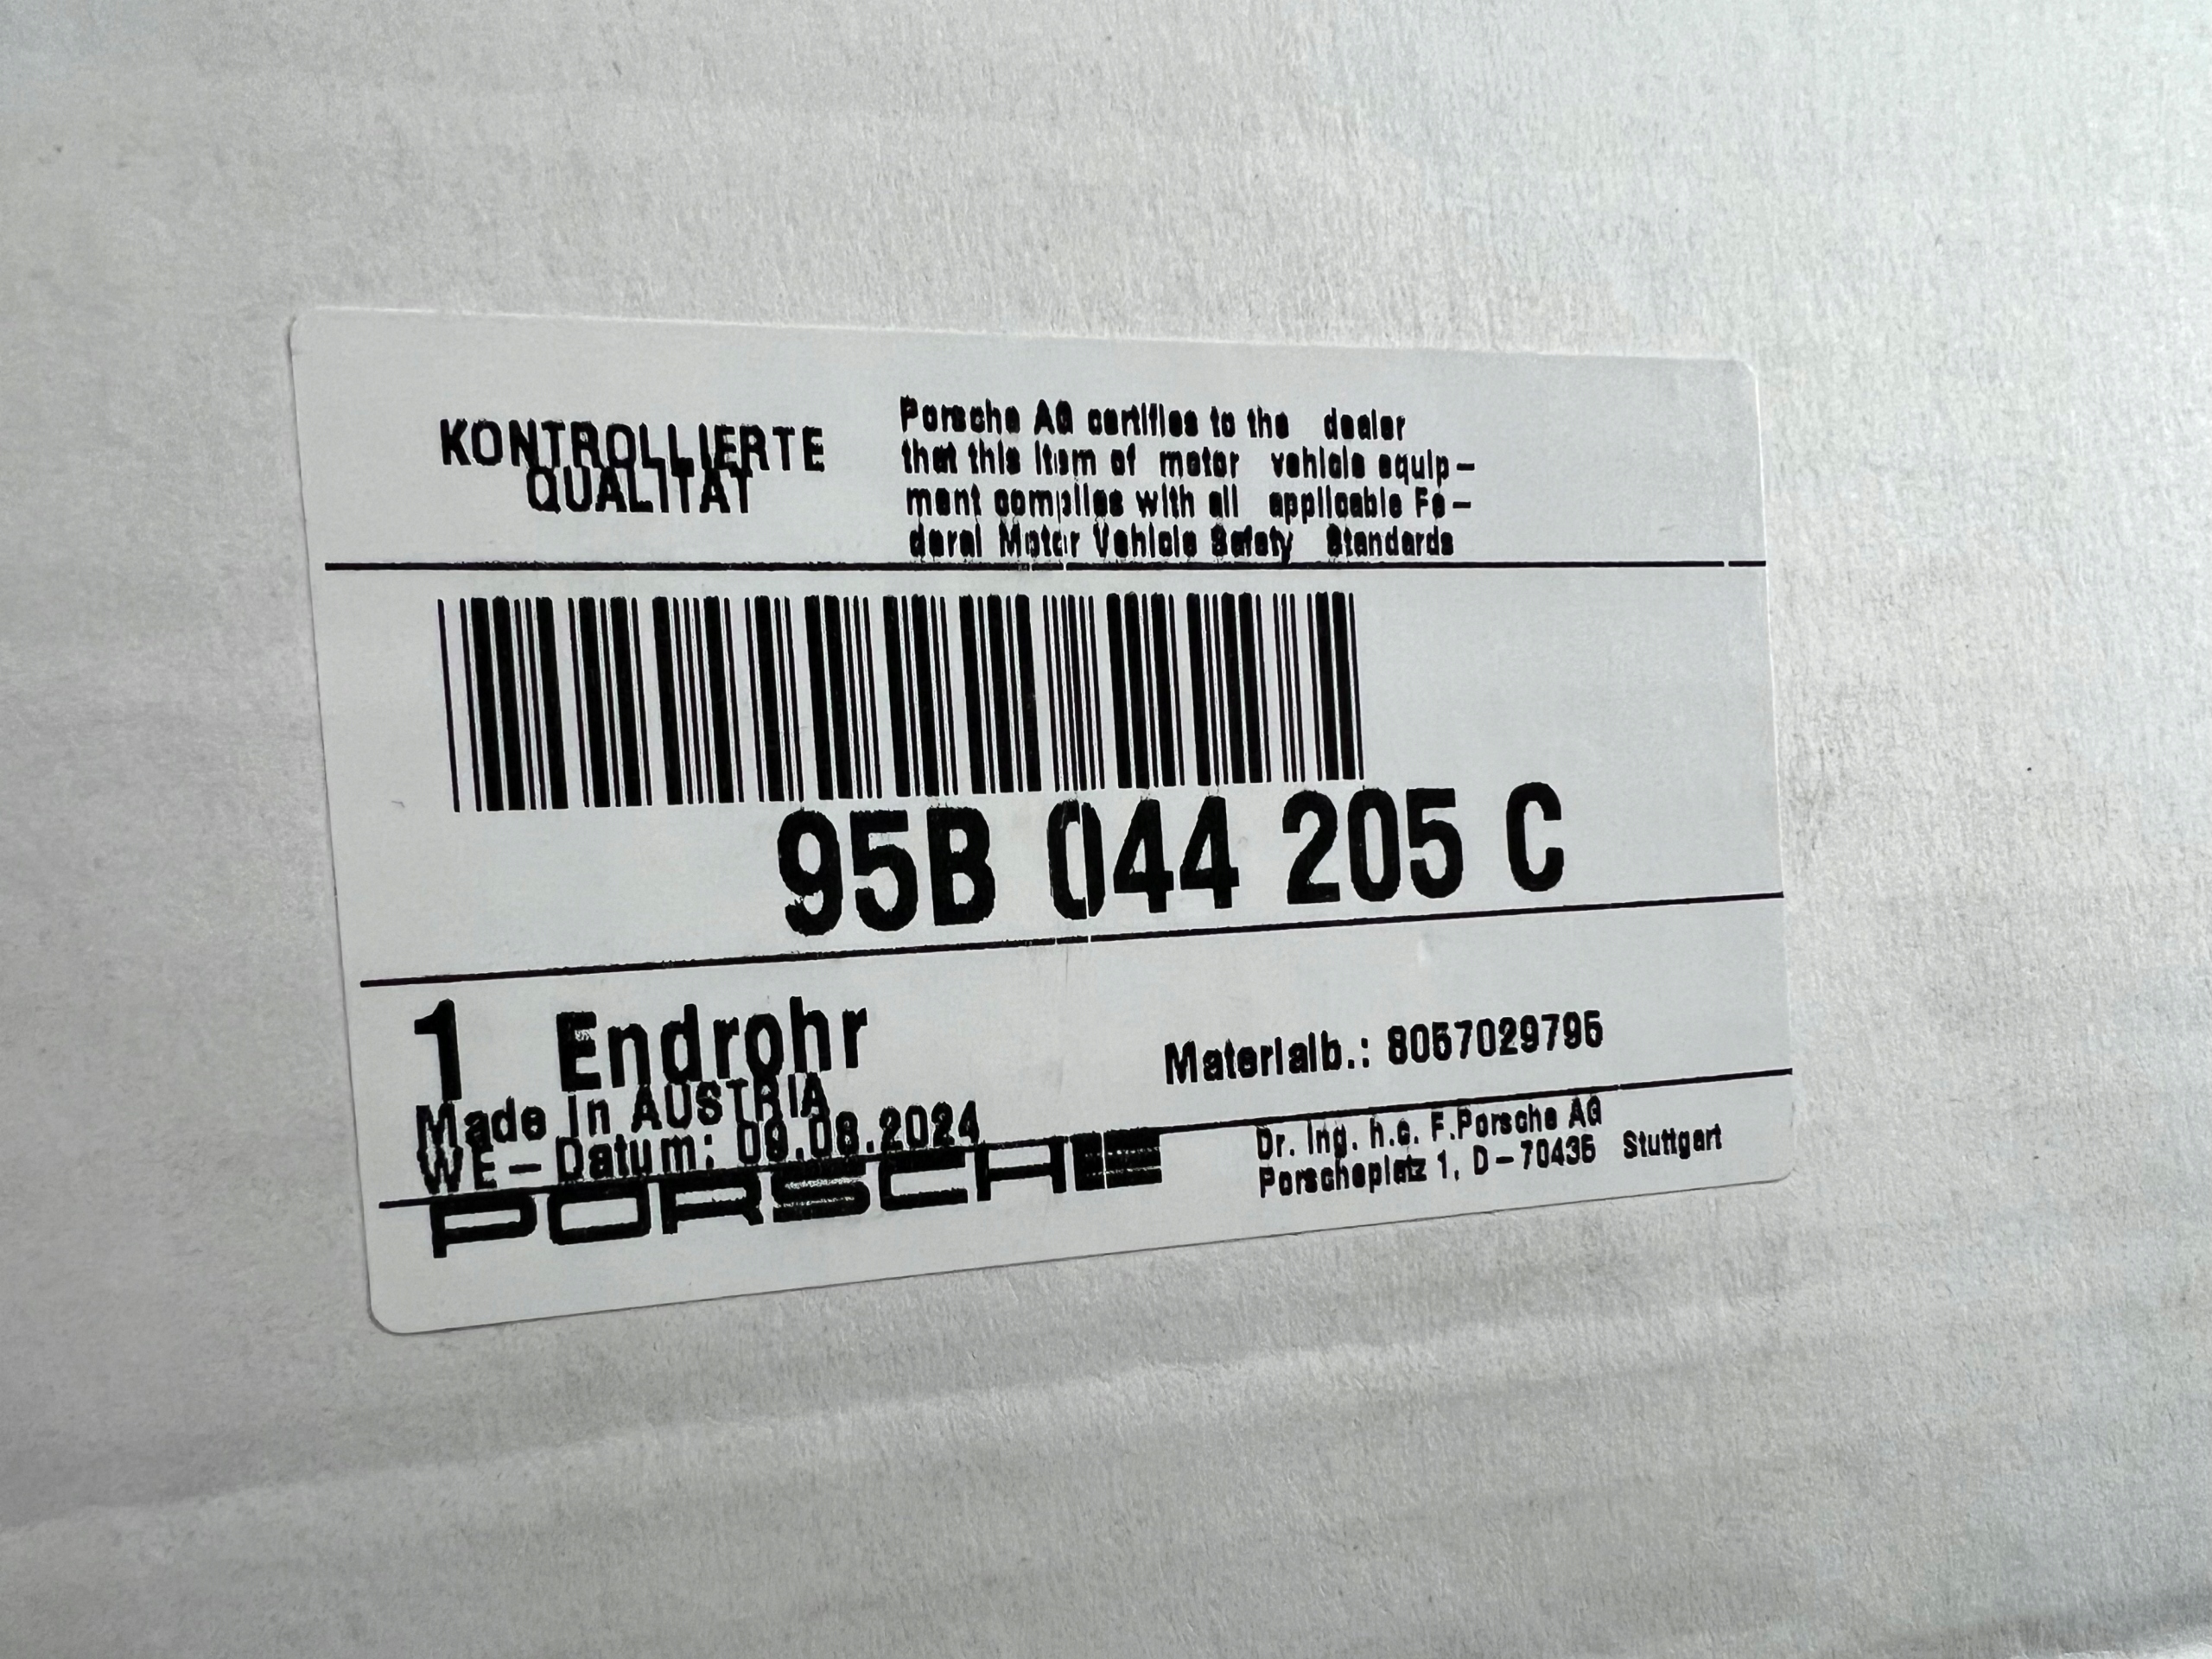 KONTROLLIERTE
QUALITÄT
Porsche AG certifies to the dealer
that this item of motor vehicle equip-
ment complies with all applicable Fe-
deral Motor Vehicle Safety Standards
95B 044 205 C
1 Endrohr
Materialb.: 8057029795
Made in AUSTRIA
WE-Datum: 09.08.2024
PORSCHE
Dr. Ing. h.c. F.Porsche AG
Porscheplatz 1, D-70435 Stuttgart